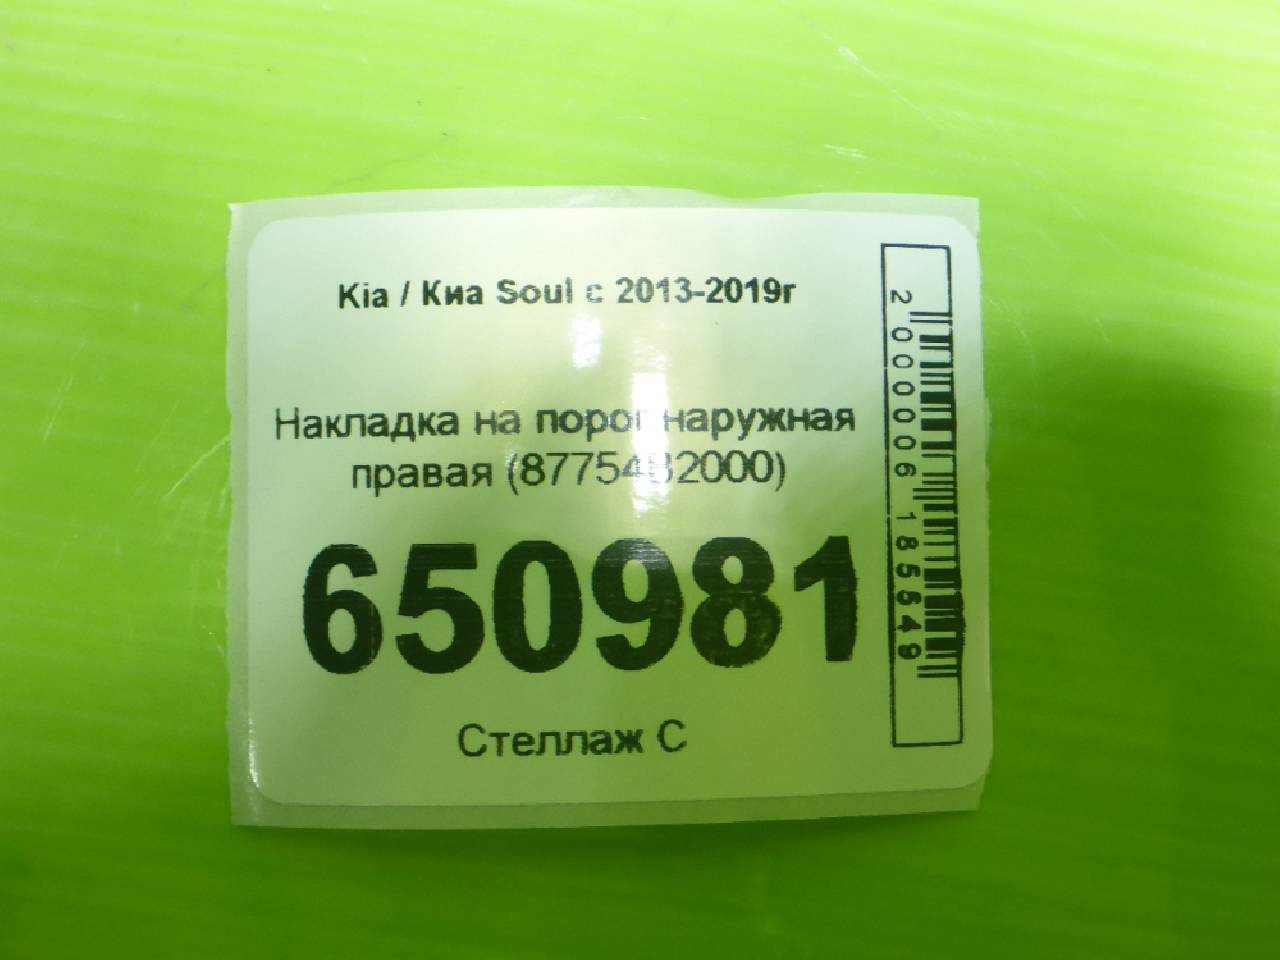 Kia / Киа Soul с 2013-2019г
Накладка на порог наружная
правая (87754B2000)
650981
Стеллаж С
2000006185549